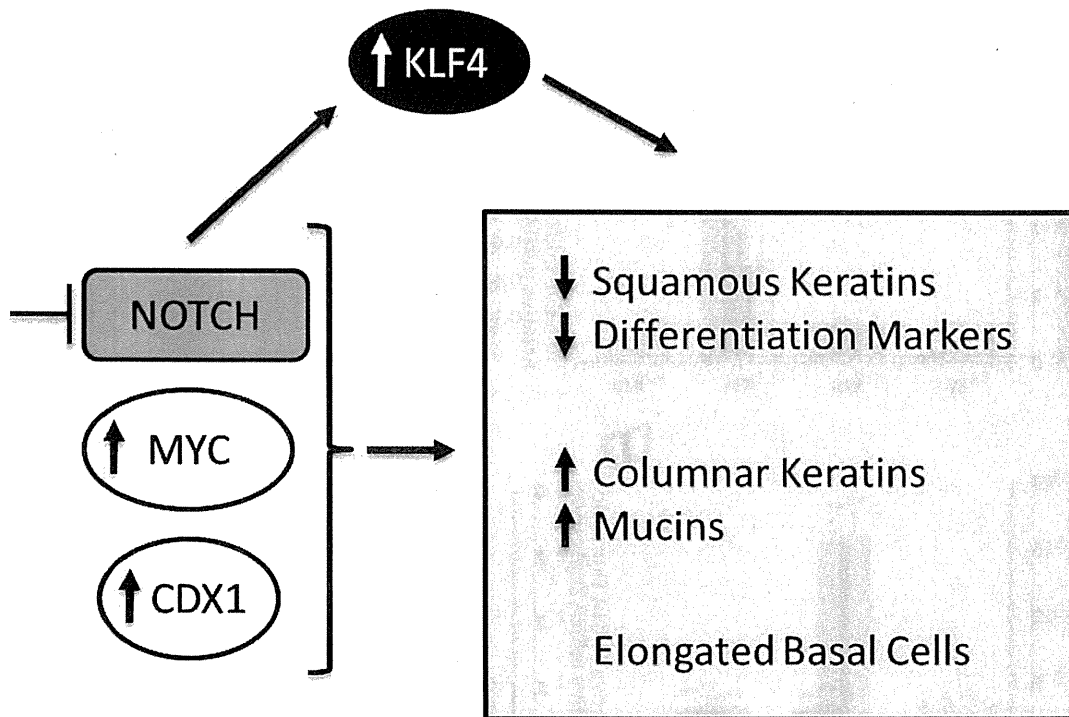 ↑ KLF4
NOTCH
↑ MYC
↑ CDX1
↓ Squamous Keratins
↓ Differentiation Markers
↑ Columnar Keratins
↑ Mucins
Elongated Basal Cells